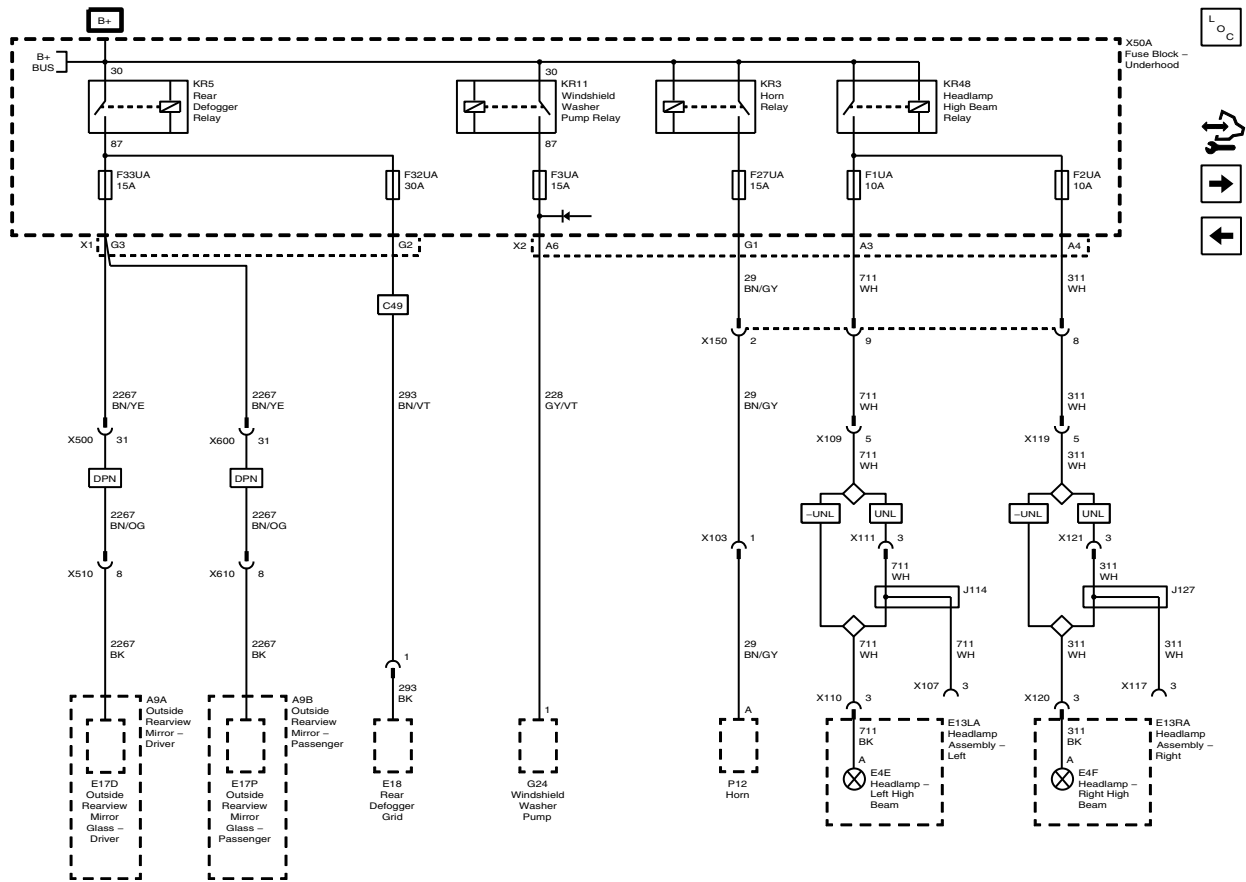 B+
L
O
C
X50A
Fuse Block –
Underhood
B+
BUS
30
30
KR5
Rear
Defogger
Relay
KR11
Windshield
Washer
Pump Relay
KR3
Horn
Relay
KR48
Headlamp
High Beam
Relay
87
87
F33UA
15A
F32UA
30A
F3UA
15A
F27UA
15A
F1UA
10A
F2UA
10A
X1
G3
G2
X2
A6
G1
A3
A4
29
BN/GY
711
WH
311
WH
C49
X150
2
9
8
2267
BN/YE
2267
BN/YE
293
BN/VT
228
GY/VT
29
BN/GY
711
WH
311
WH
X500
31
X600
31
X109
5
X119
5
711
WH
311
WH
DPN
DPN
–UNL
UNL
–UNL
UNL
2267
BN/OG
2267
BN/OG
X103
1
X111
3
X121
3
X510
8
X610
8
711
WH
311
WH
J114
J127
2267
BK
2267
BK
1
29
BN/GY
711
WH
711
WH
311
WH
311
WH
293
BK
X110
3
X107
3
X120
3
X117
3
A9A
Outside
Rearview
Mirror –
Driver
A9B
Outside
Rearview
Mirror –
Passenger
1
A
711
BK
E13LA
Headlamp
Assembly –
Left
311
BK
E13RA
Headlamp
Assembly –
Right
A
A
E4E
Headlamp –
Left High
Beam
E4F
Headlamp –
Right High
Beam
E17D
Outside
Rearview
Mirror
Glass –
Driver
E17P
Outside
Rearview
Mirror
Glass –
Passenger
E18
Rear
Defogger
Grid
G24
Windshield
Washer
Pump
P12
Horn